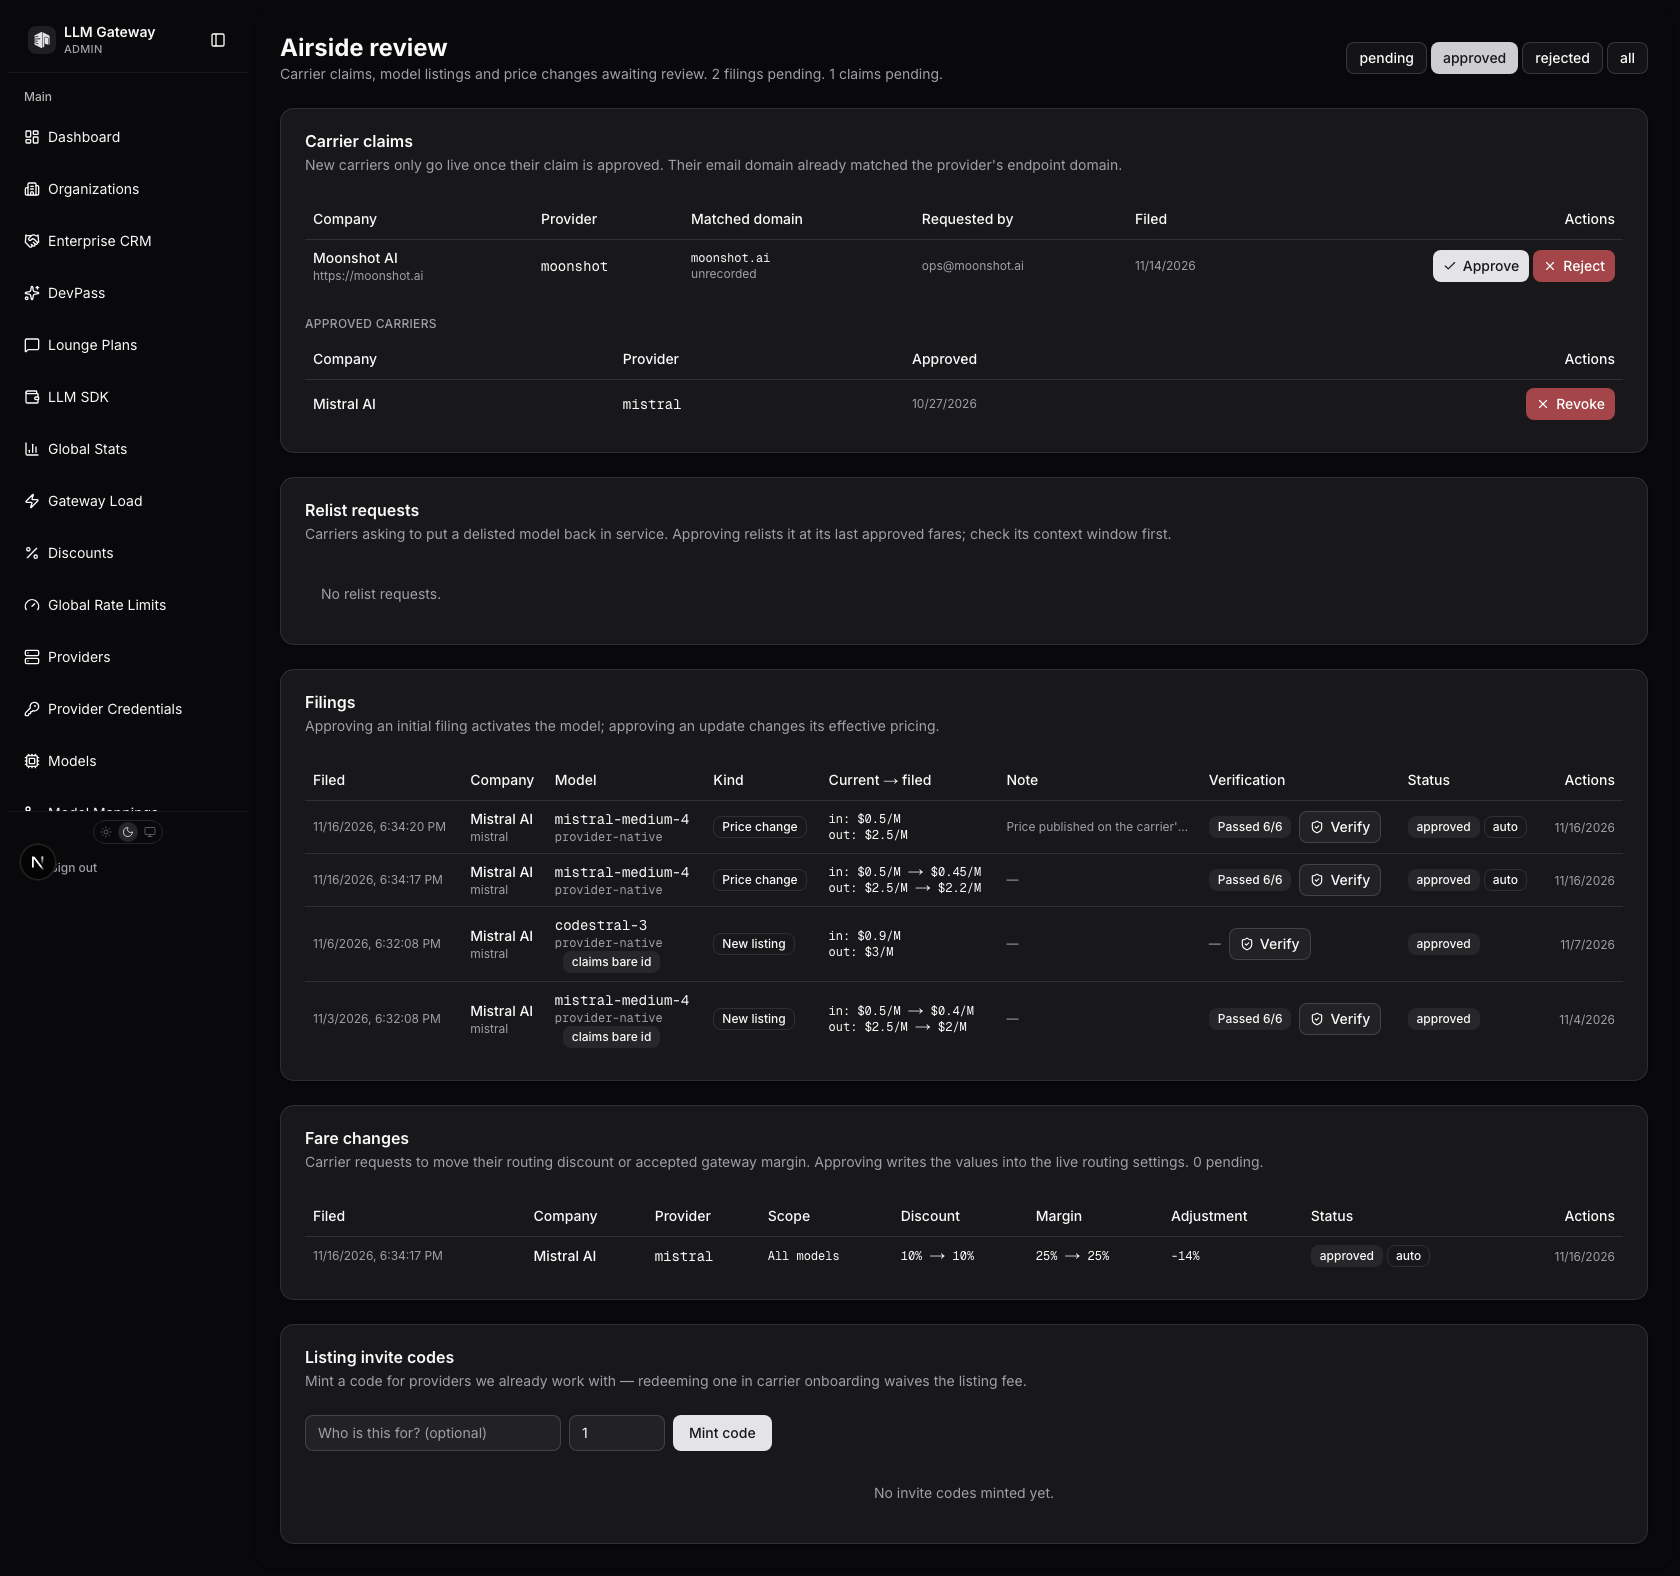 LLM Gateway
ADMIN
Main
Dashboard
Organizations
Enterprise CRM
DevPass
Lounge Plans
LLM SDK
Global Stats
Gateway Load
Discounts
Global Rate Limits
Providers
Provider Credentials
Models
Model Mappings
N
ign out
Airside review
Carrier claims, model listings and price changes awaiting review. 2 filings pending. 1 claims pending.
pending approved rejected all
Carrier claims
New carriers only go live once their claim is approved. Their email domain already matched the provider's endpoint domain.
Company Provider Matched domain Requested by Filed Actions
Moonshot AI moonshot moonshot.ai ops@moonshot.ai 11/14/2026 Approve Reject
https://moonshot.ai unrecorded
APPROVED CARRIERS
Company Provider Approved Actions
Mistral AI mistral 10/27/2026 Revoke
Relist requests
Carriers asking to put a delisted model back in service. Approving relists it at its last approved fares; check its context window first.
No relist requests.
Filings
Approving an initial filing activates the model; approving an update changes its effective pricing.
Filed Company Model Kind Current → filed Note Verification Status Actions
11/16/2026, 6:34:20 PM Mistral AI mistral-medium-4 Price change in: $0.5/M Price published on the carrier'... Passed 6/6 Verify approved auto 11/16/2026
mistral provider-native out: $2.5/M
11/16/2026, 6:34:17 PM Mistral AI mistral-medium-4 Price change in: $0.5/M → $0.45/M — Passed 6/6 Verify approved auto 11/16/2026
mistral provider-native out: $2.5/M → $2.2/M
11/6/2026, 6:32:08 PM Mistral AI codestral-3 New listing in: $0.9/M — — Verify approved 11/7/2026
mistral provider-native out: $3/M
claims bare id
11/3/2026, 6:32:08 PM Mistral AI mistral-medium-4 New listing in: $0.5/M → $0.4/M — Passed 6/6 Verify approved 11/4/2026
mistral provider-native out: $2.5/M → $2/M
claims bare id
Fare changes
Carrier requests to move their routing discount or accepted gateway margin. Approving writes the values into the live routing settings. 0 pending.
Filed Company Provider Scope Discount Margin Adjustment Status Actions
11/16/2026, 6:34:17 PM Mistral AI mistral All models 10% → 10% 25% → 25% -14% approved auto 11/16/2026
Listing invite codes
Mint a code for providers we already work with — redeeming one in carrier onboarding waives the listing fee.
Who is this for? (optional) 1 Mint code
No invite codes minted yet.